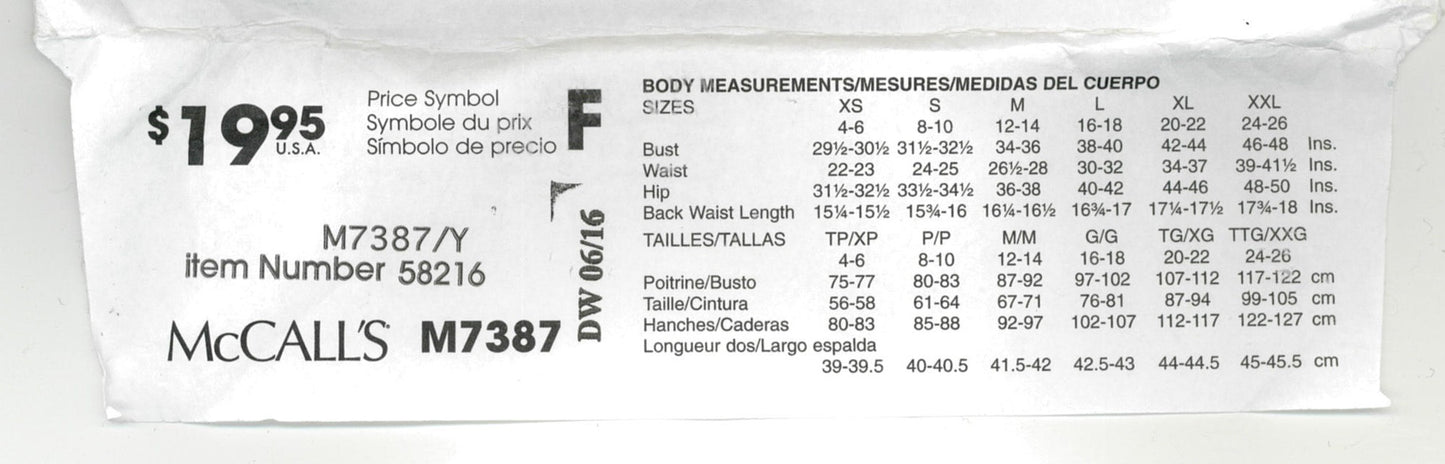 $19.95
U.S.A.
Price Symbol
Symbole du prix
Símbolo de precio
F
M7387/Y
item Number 58216
McCALL'S M7387
DW 06/16
BODY MEASUREMENTS/MESURES/MEDIDAS DEL CUERPO
SIZES XS S M L XL XXL
4-6 8-10 12-14 16-18 20-22 24-26
Bust 29½-30½ 31½-32½ 34-36 38-40 42-44 46-48 Ins.
Waist 22-23 24-25 26½-28 30-32 34-37 39-41½ Ins.
Hip 31½-32½ 33½-34½ 36-38 40-42 44-46 48-50 Ins.
Back Waist Length 15¼-15½ 15¾-16 16¼-16½ 16¾-17 17¼-17½ 17¾-18 Ins.
TAILLES/TALLAS TP/XP P/P M/M G/G TG/XG TTG/XXG
4-6 8-10 12-14 16-18 20-22 24-26
Poitrine/Busto 75-77 80-83 87-92 97-102 107-112 117-122 cm
Taille/Cintura 56-58 61-64 67-71 76-81 87-94 99-105 cm
Hanches/Caderas 80-83 85-88 92-97 102-107 112-117 122-127 cm
Longueur dos/Largo espalda
39-39.5 40-40.5 41.5-42 42.5-43 44-44.5 45-45.5 cm